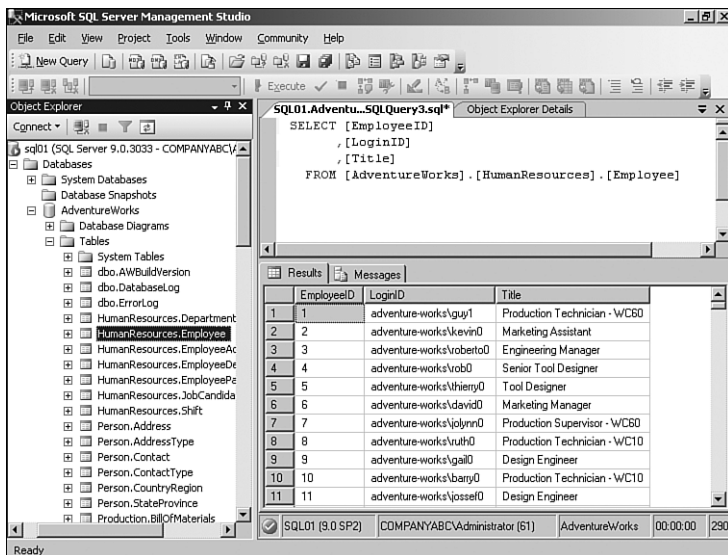 Microsoft SQL Server Management Studio
File Edit View Project Tools Window Community Help
New Query
Execute
Object Explorer
Connect
sql01 (SQL Server 9.0.3033 - COMPANYABC\
Databases
System Databases
Database Snapshots
AdventureWorks
Database Diagrams
Tables
System Tables
dbo.AWBuildVersion
dbo.DatabaseLog
dbo.ErrorLog
HumanResources.Department
HumanResources.Employee
HumanResources.EmployeeAc
HumanResources.EmployeeDe
HumanResources.EmployeePa
HumanResources.JobCandida
HumanResources.Shift
Person.Address
Person.AddressType
Person.Contact
Person.ContactType
Person.CountryRegion
Person.StateProvince
Production.BillOfMaterials
SQL01.Adventu...SQLQuery3.sql* Object Explorer Details
SELECT [EmployeeID]
,[LoginID]
,[Title]
FROM [AdventureWorks].[HumanResources].[Employee]
Results Messages
EmployeeID LoginID Title
1 1 adventure-works\guy1 Production Technician - WC60
2 2 adventure-works\kevin0 Marketing Assistant
3 3 adventure-works\roberto0 Engineering Manager
4 4 adventure-works\rob0 Senior Tool Designer
5 5 adventure-works\thierry0 Tool Designer
6 6 adventure-works\david0 Marketing Manager
7 7 adventure-works\jolynn0 Production Supervisor - WC60
8 8 adventure-works\ruth0 Production Technician - WC10
9 9 adventure-works\gail0 Design Engineer
10 10 adventure-works\barry0 Production Technician - WC10
11 11 adventure-works\jossef0 Design Engineer
SQL01 (9.0 SP2) COMPANYABC\Administrator (61) AdventureWorks 00:00:00 290
Ready